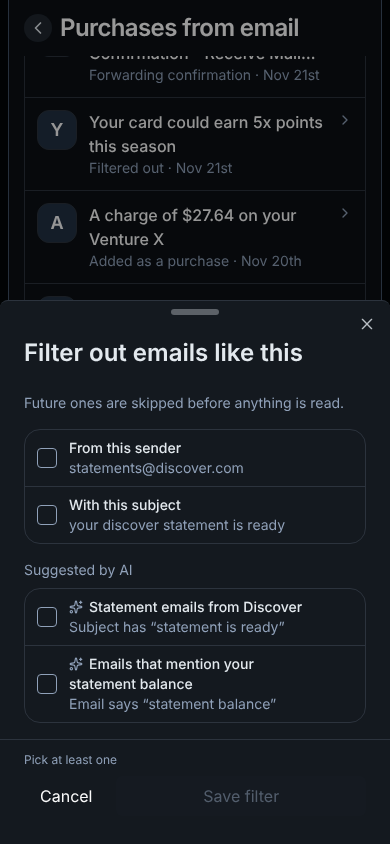 Purchases from email
Confirmation - Receive Mail...
Forwarding confirmation · Nov 21st
Y
Your card could earn 5x points
this season
Filtered out · Nov 21st
A
A charge of $27.64 on your
Venture X
Added as a purchase · Nov 20th
Filter out emails like this
Future ones are skipped before anything is read.
From this sender
statements@discover.com
With this subject
your discover statement is ready
Suggested by AI
Statement emails from Discover
Subject has “statement is ready”
Emails that mention your
statement balance
Email says “statement balance”
Pick at least one
Cancel
Save filter